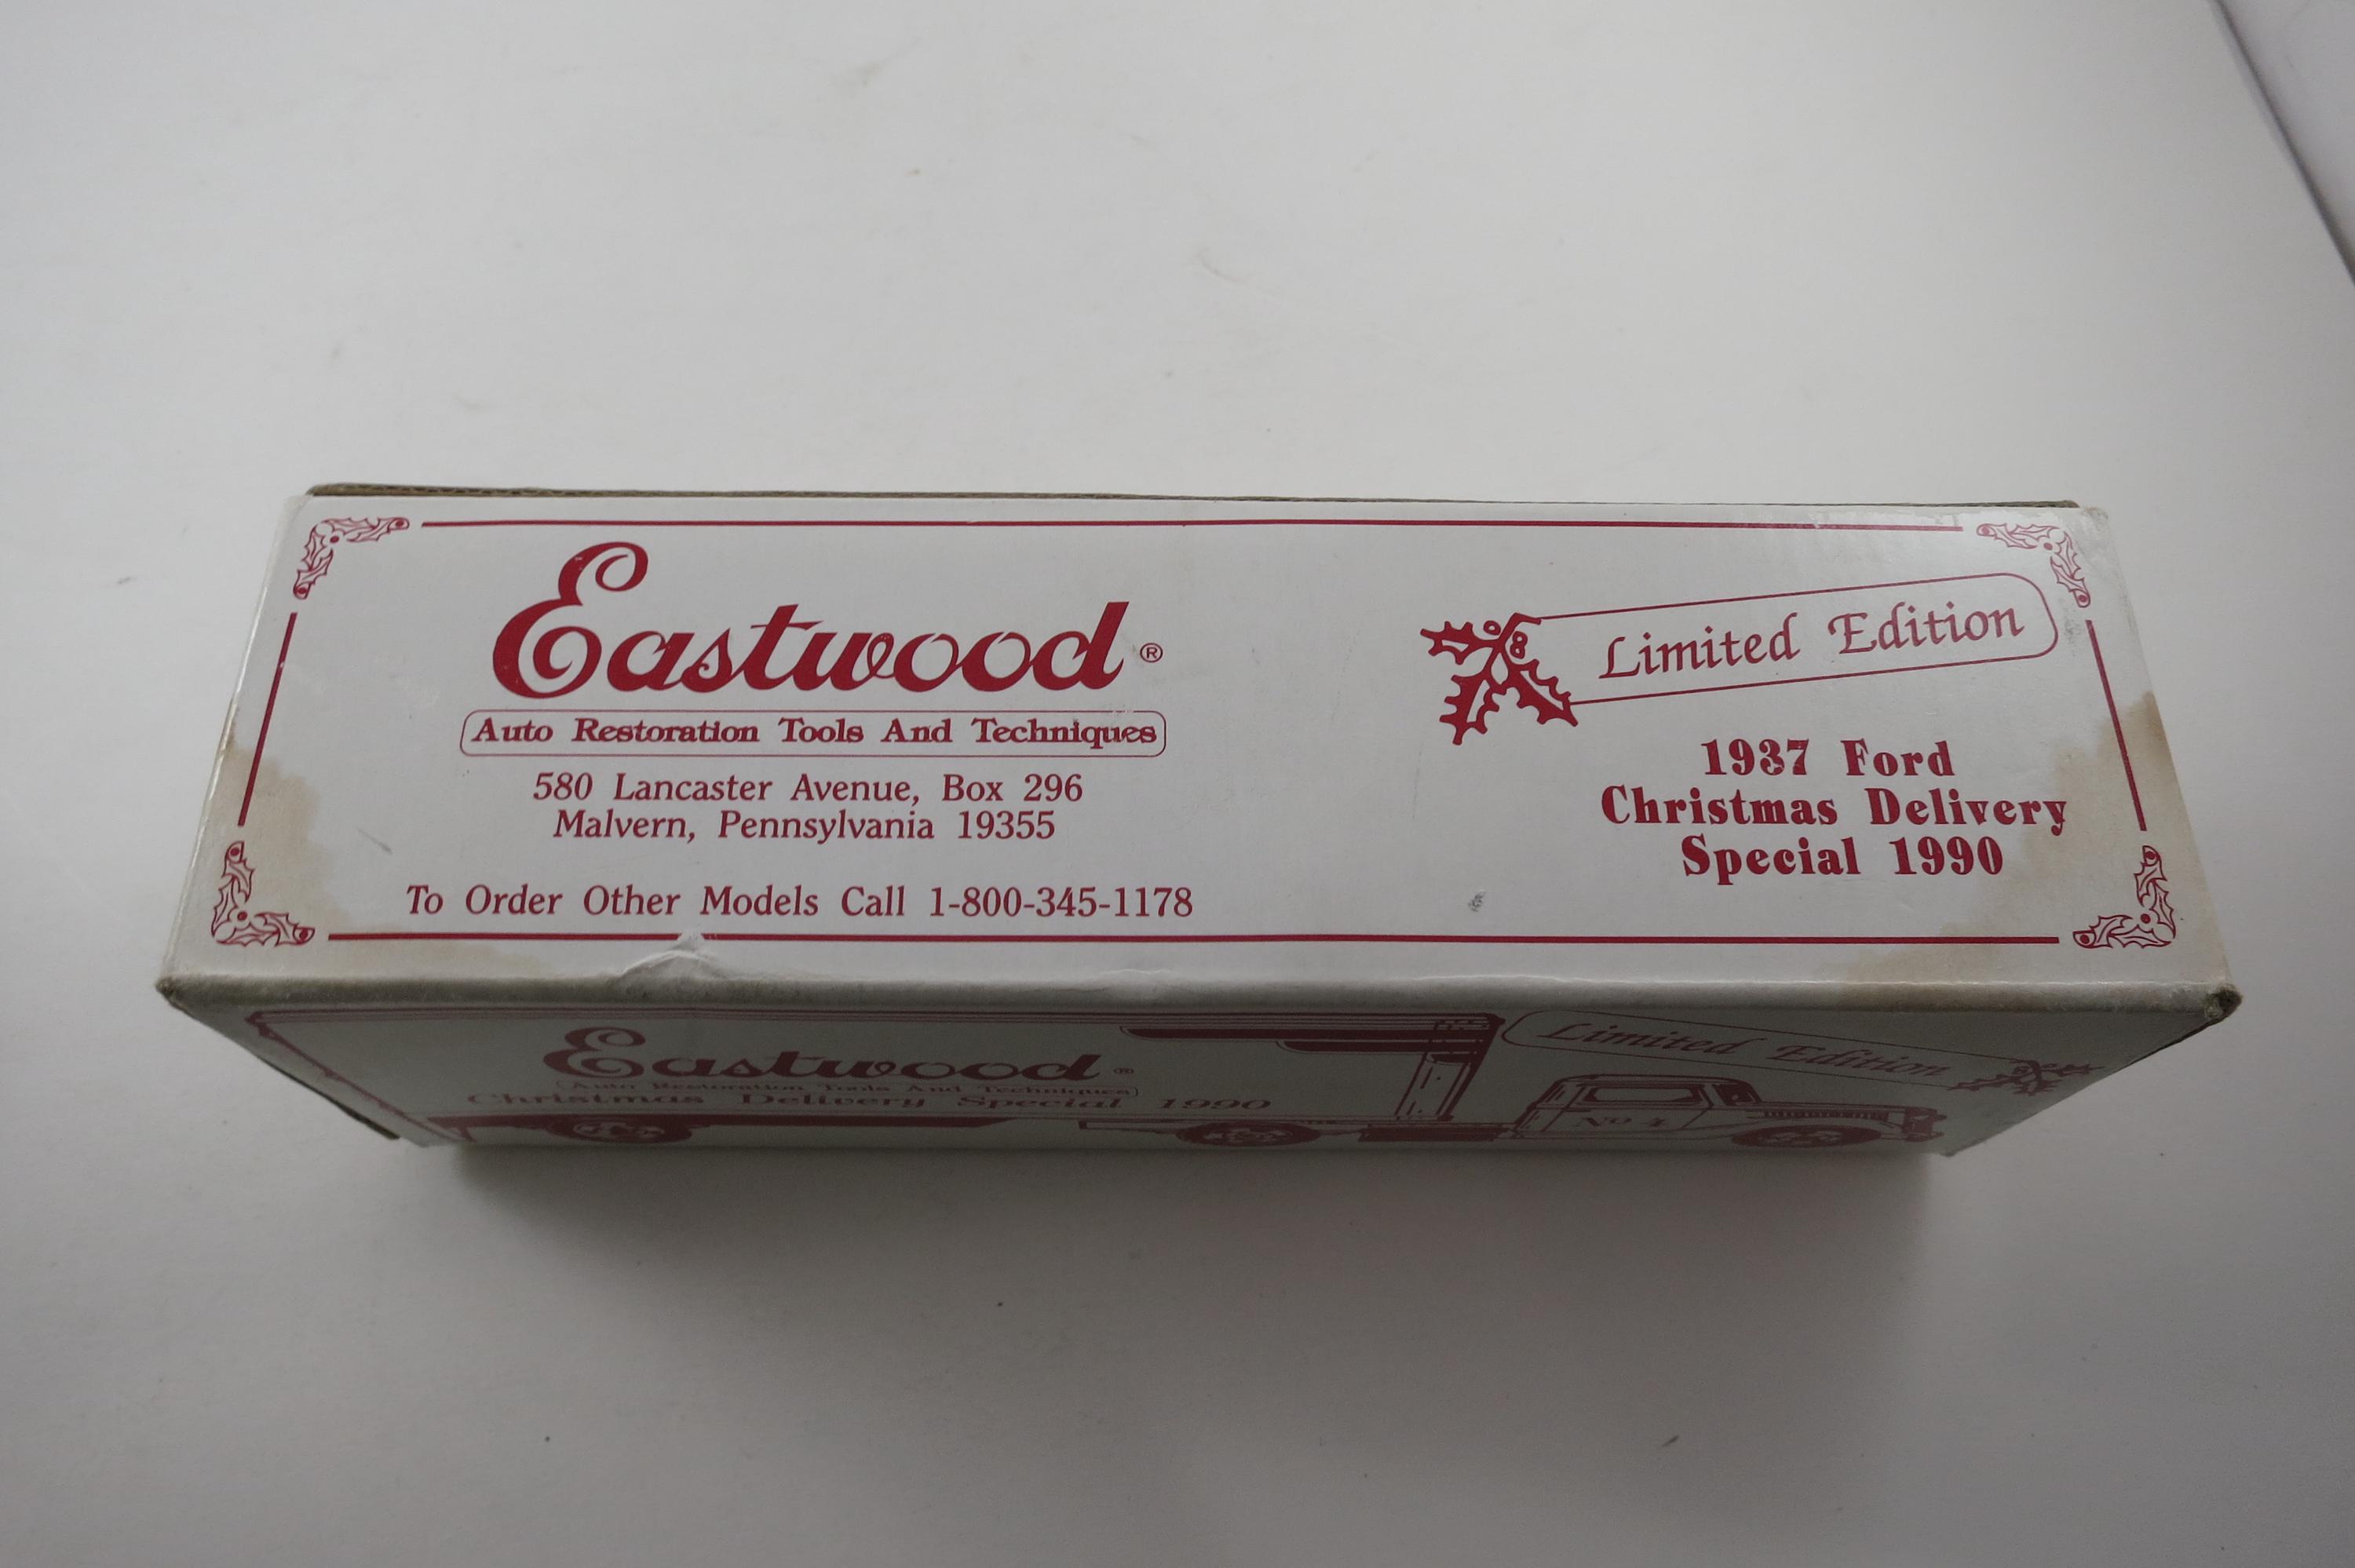 Eastwood®
Auto Restoration Tools And Techniques
580 Lancaster Avenue, Box 296
Malvern, Pennsylvania 19355
To Order Other Models Call 1-800-345-1178
Limited Edition
1937 Ford
Christmas Delivery
Special 1990
Eastwood®
Auto Restoration Tools And Techniques
Christmas Delivery Special 1990
Limited Edition
No 4